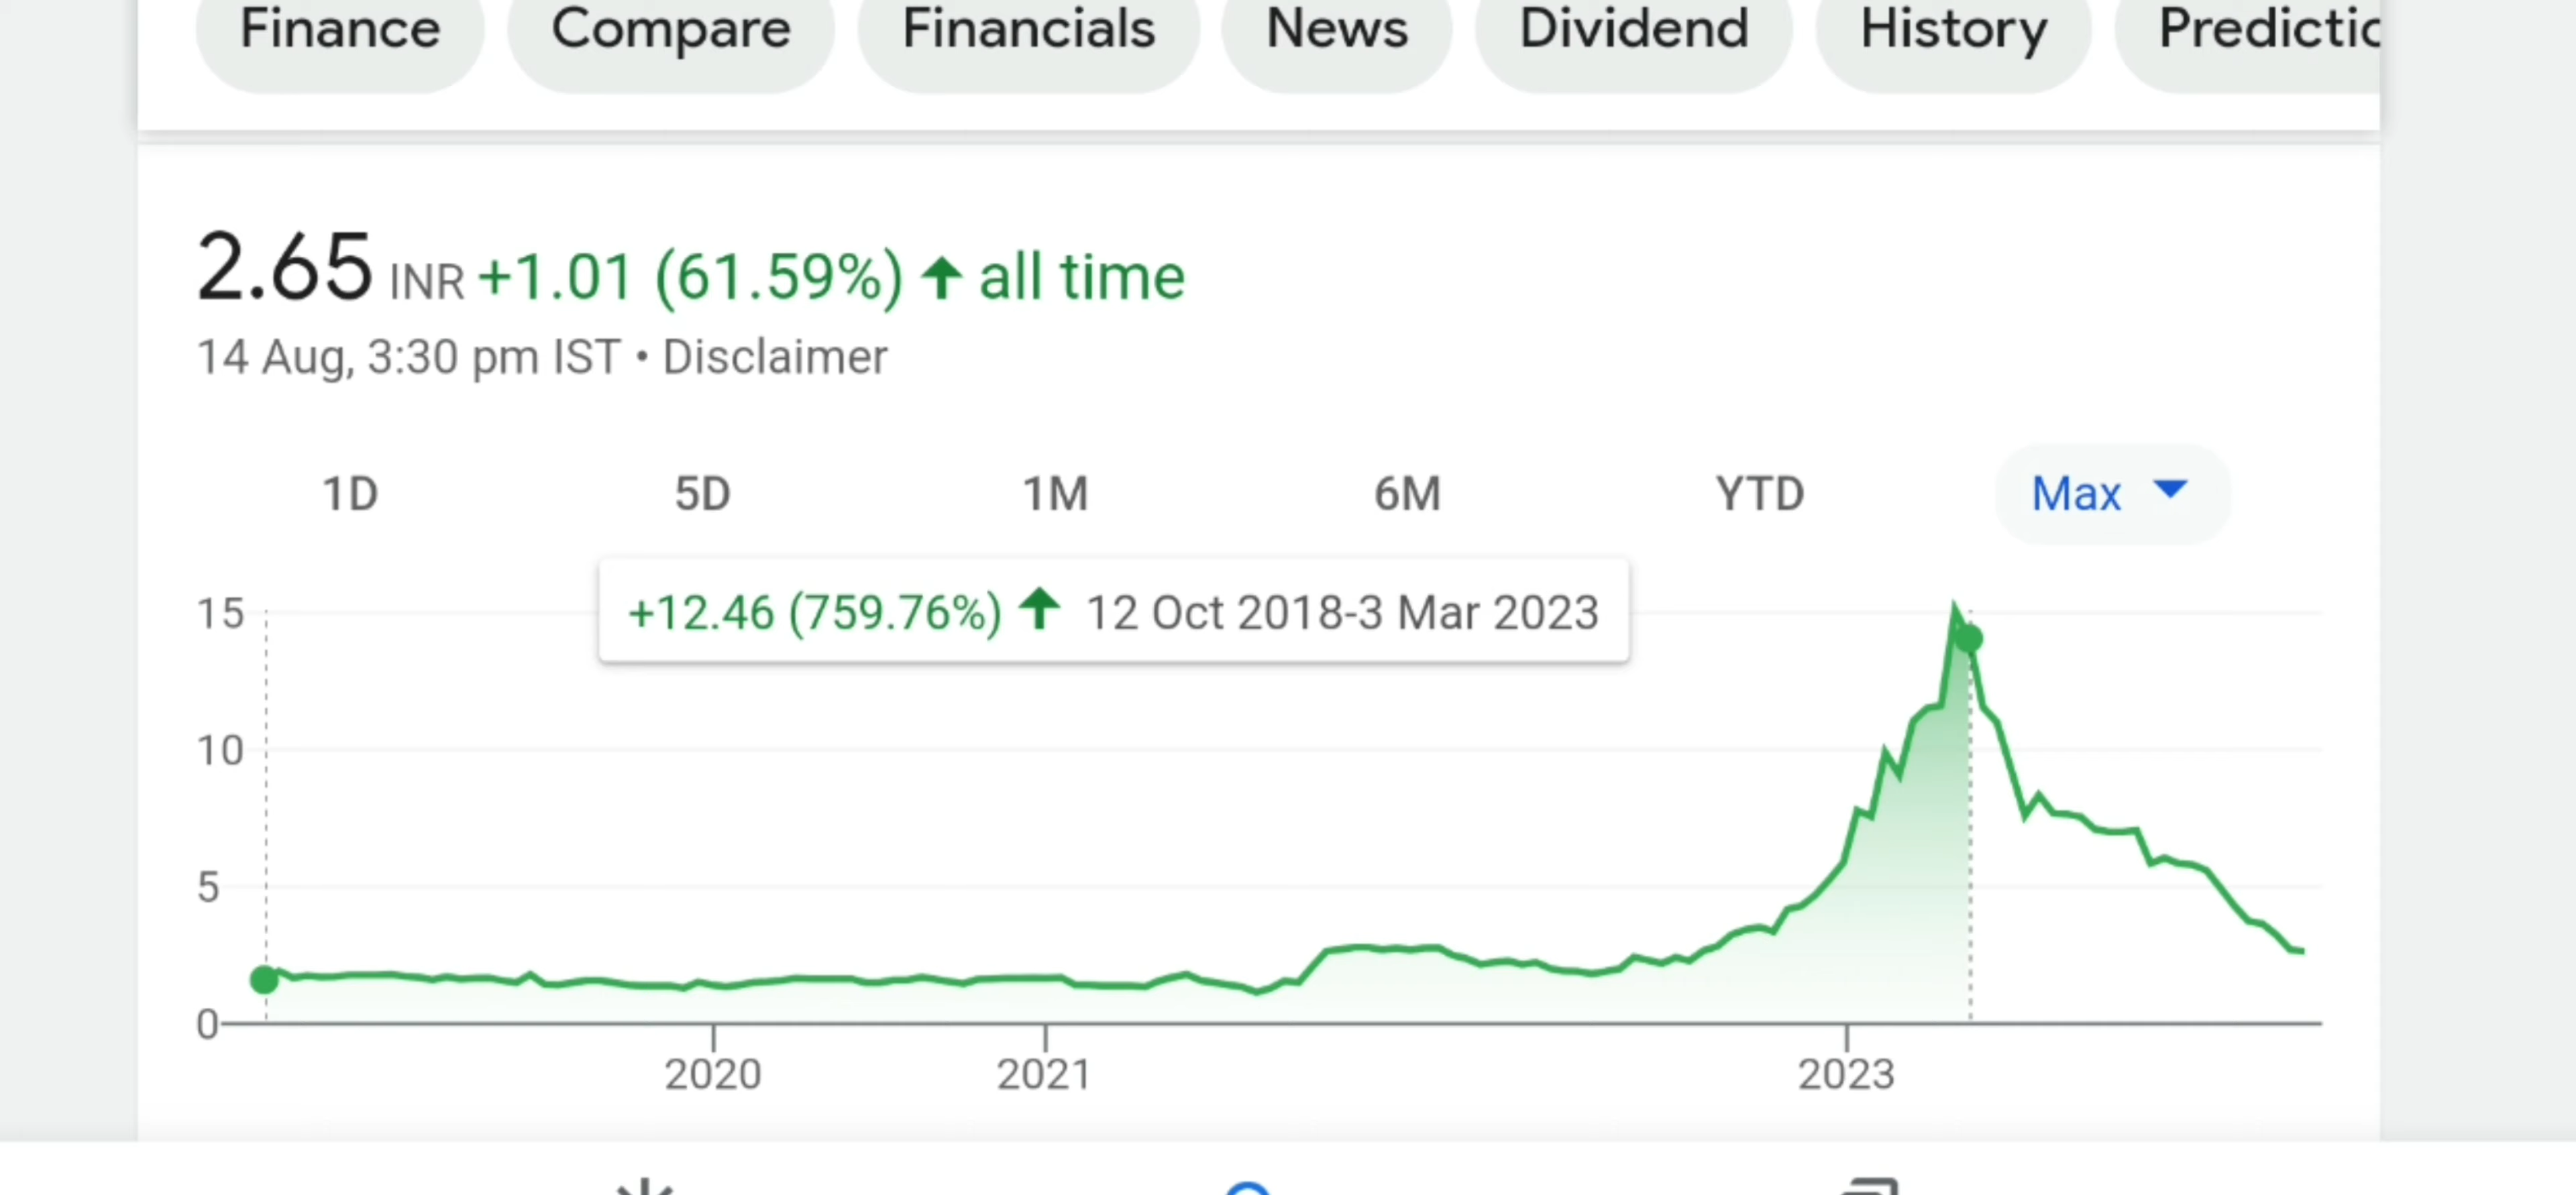 Finance Compare Financials News Dividend History Predictic
2.65 INR +1.01 (61.59%) ↑ all time
14 Aug, 3:30 pm IST • Disclaimer
1D 5D 1M 6M YTD Max
+12.46 (759.76%) ↑ 12 Oct 2018-3 Mar 2023
15
10
5
0
2020 2021 2023